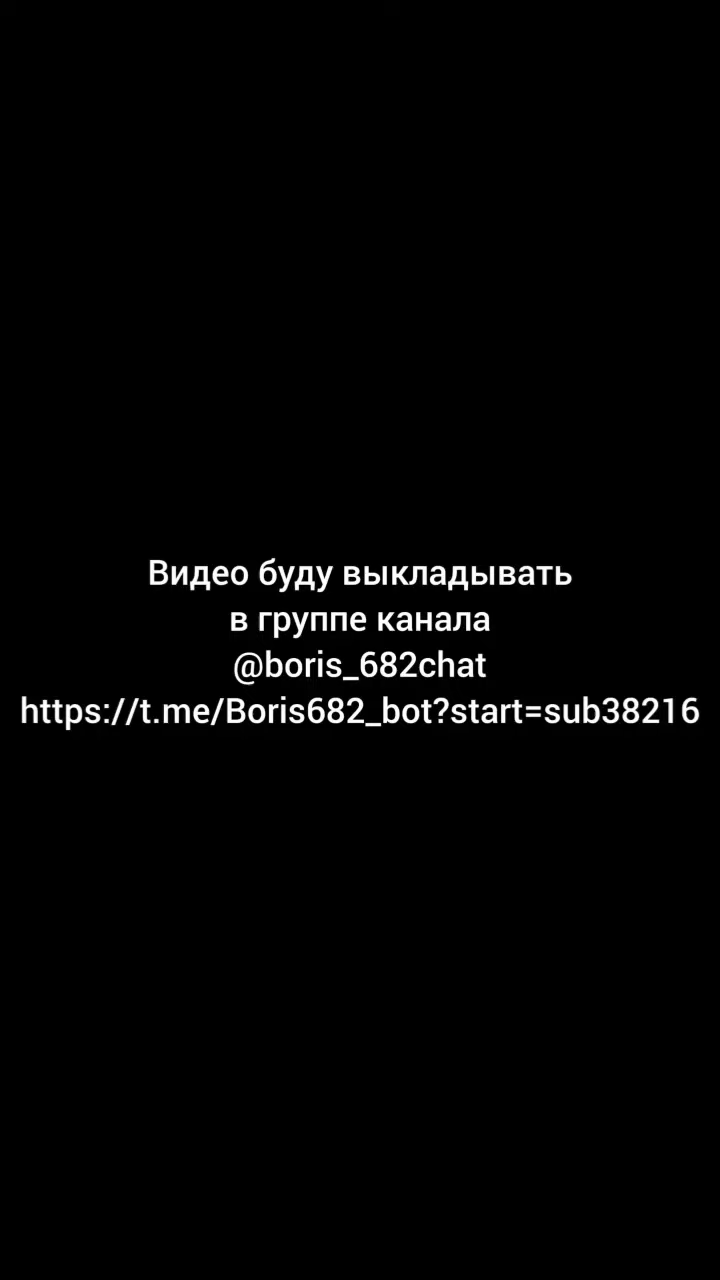 Видео буду выкладывать
в группе канала
@boris_682chat
https://t.me/Boris682_bot?start=sub38216